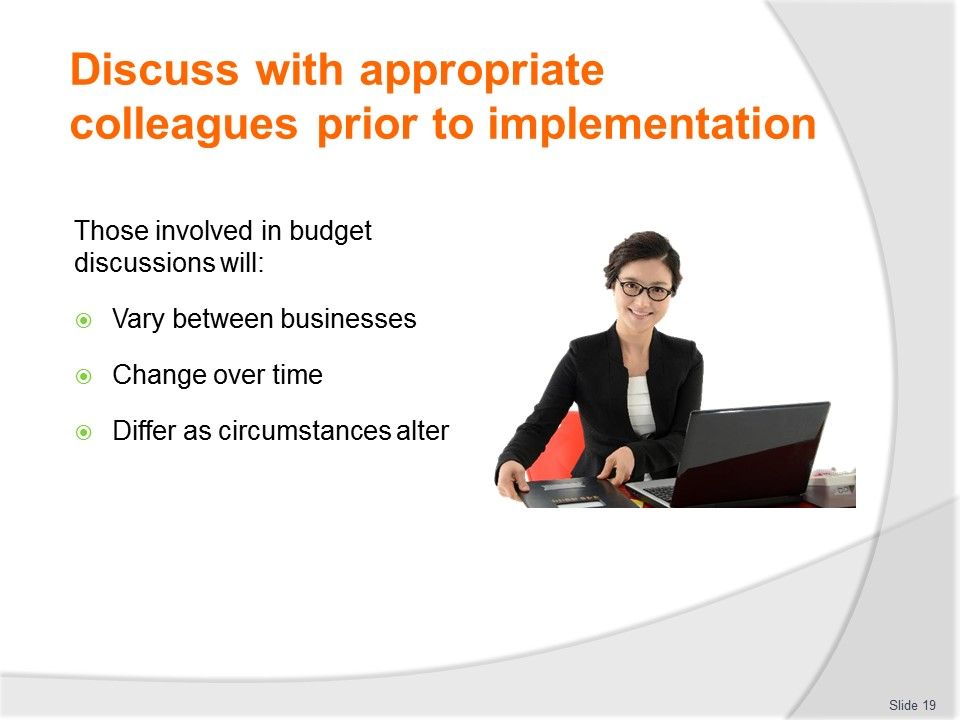 Discuss with appropriate
colleagues prior to implementation
Those involved in budget
discussions will:
Vary between businesses
Change over time
Differ as circumstances alter
Slide 19